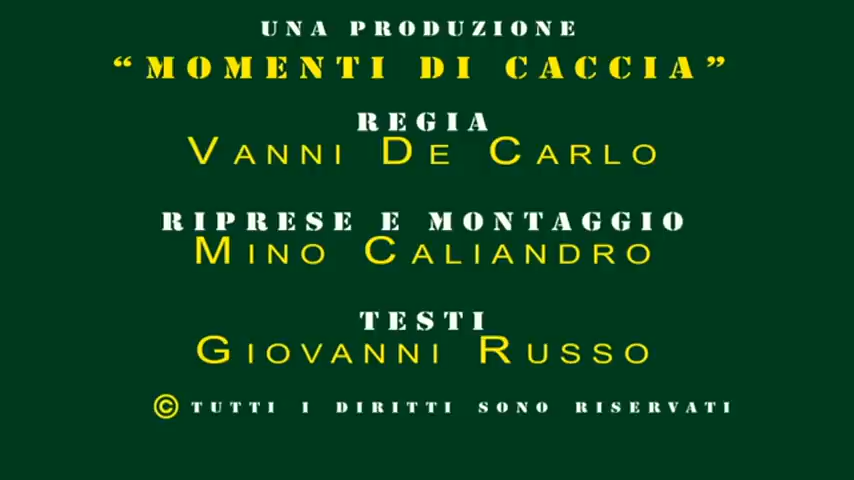 UNA PRODUZIONE
“MOMENTI DI CACCIA”
REGIA
VANNI DE CARLO
RIPRESE E MONTAGGIO
MINO CALIANDRO
TESTI
GIOVANNI RUSSO
© TUTTI I DIRITTI SONO RISERVATI